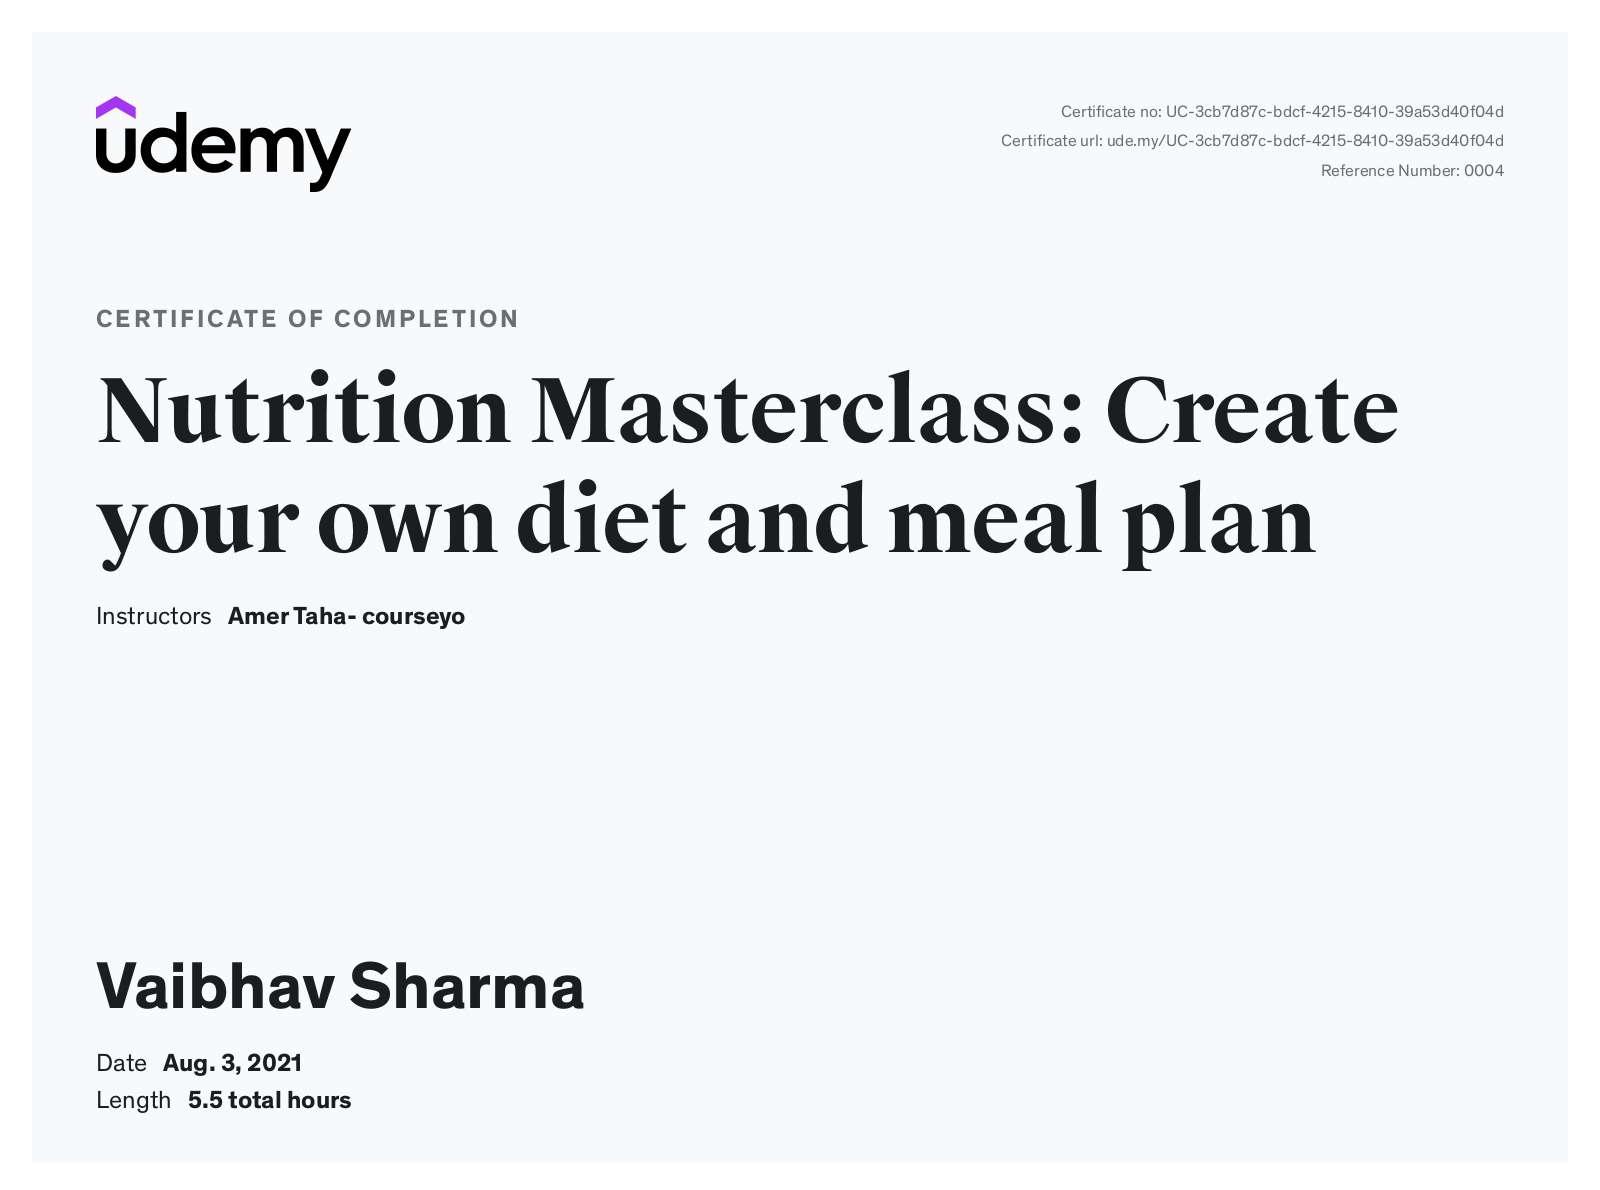 udemy
Certificate no: UC-3cb7d87c-bdcf-4215-8410-39a53d40f04d
Certificate url: ude.my/UC-3cb7d87c-bdcf-4215-8410-39a53d40f04d
Reference Number: 0004
CERTIFICATE OF COMPLETION
Nutrition Masterclass: Create
your own diet and meal plan
Instructors Amer Taha- courseyo
Vaibhav Sharma
Date Aug. 3, 2021
Length 5.5 total hours